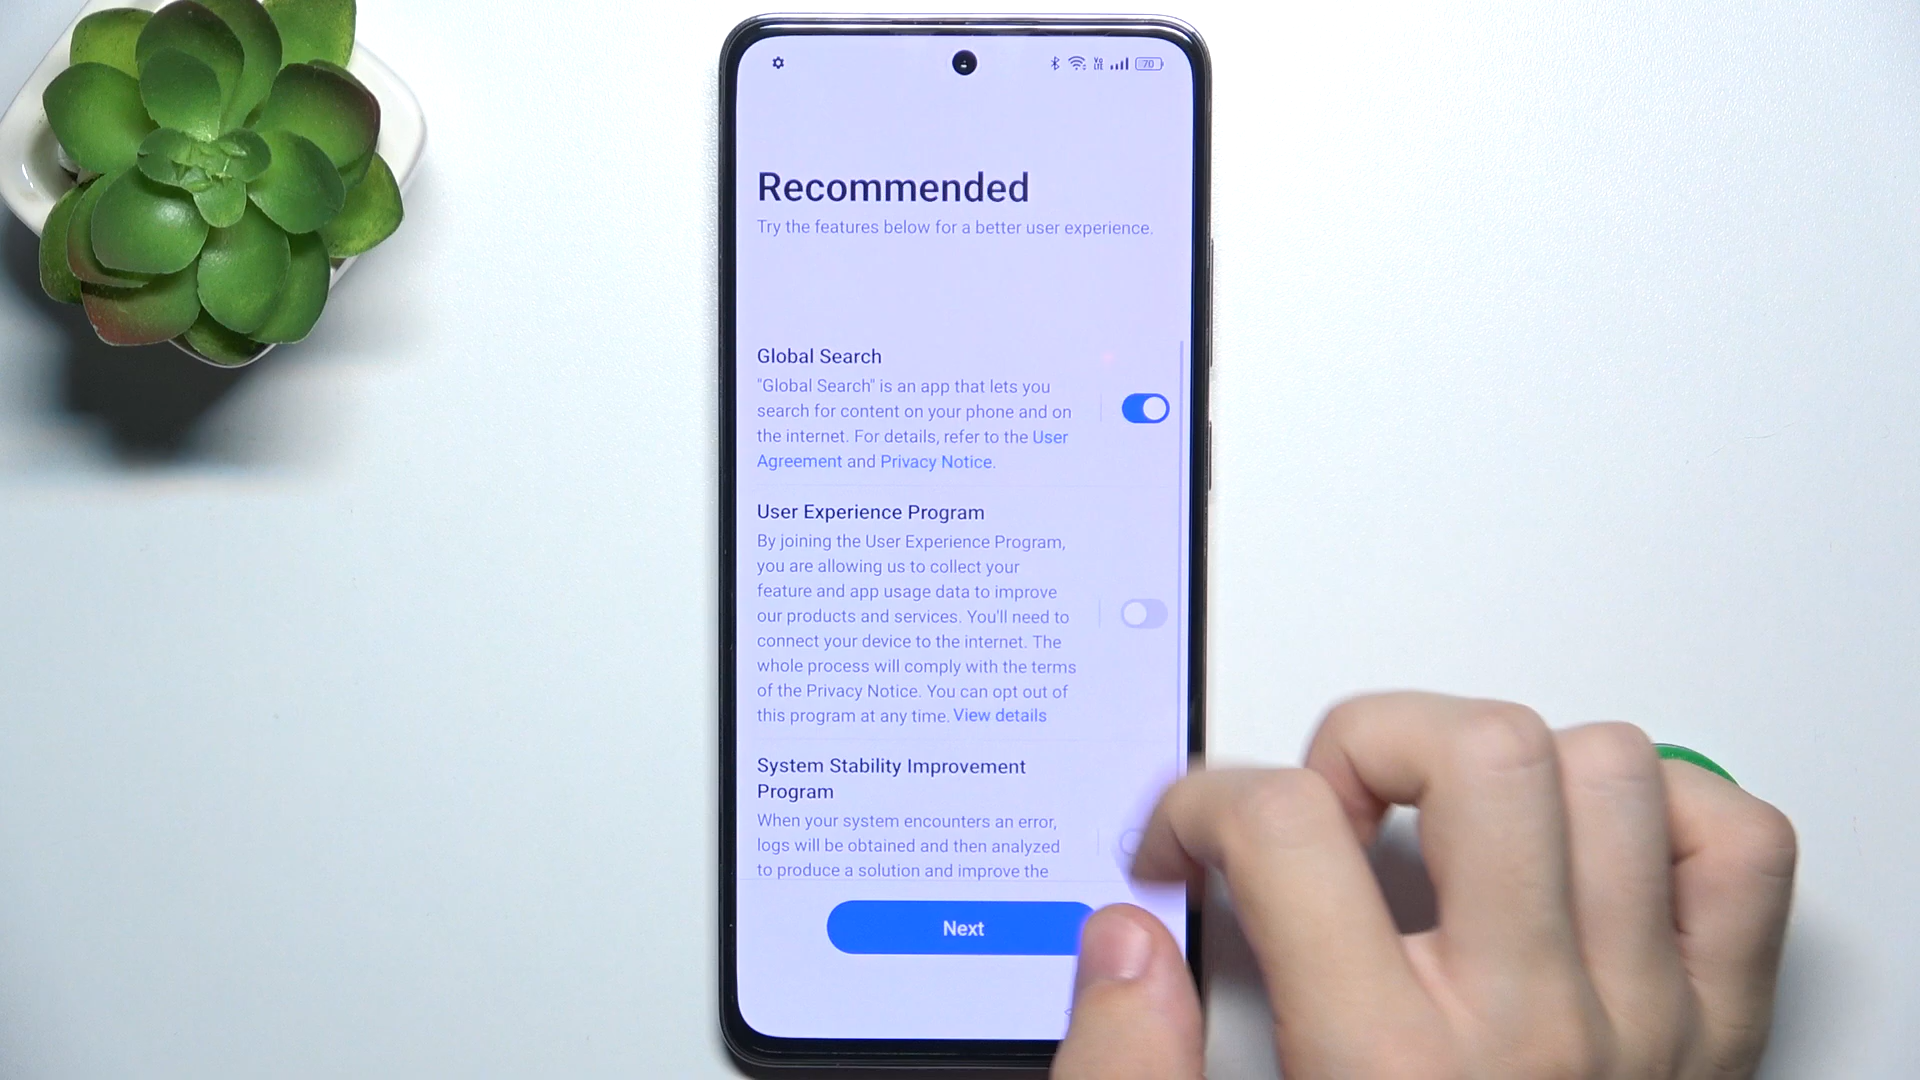 Vo
LTE
70
Recommended
Try the features below for a better user experience.
Global Search
"Global Search" is an app that lets you
search for content on your phone and on
the internet. For details, refer to the User
Agreement and Privacy Notice.
User Experience Program
By joining the User Experience Program,
you are allowing us to collect your
feature and app usage data to improve
our products and services. You'll need to
connect your device to the internet. The
whole process will comply with the terms
of the Privacy Notice. You can opt out of
this program at any time. View details
System Stability Improvement
Program
When your system encounters an error,
logs will be obtained and then analyzed
to produce a solution and improve the
Next